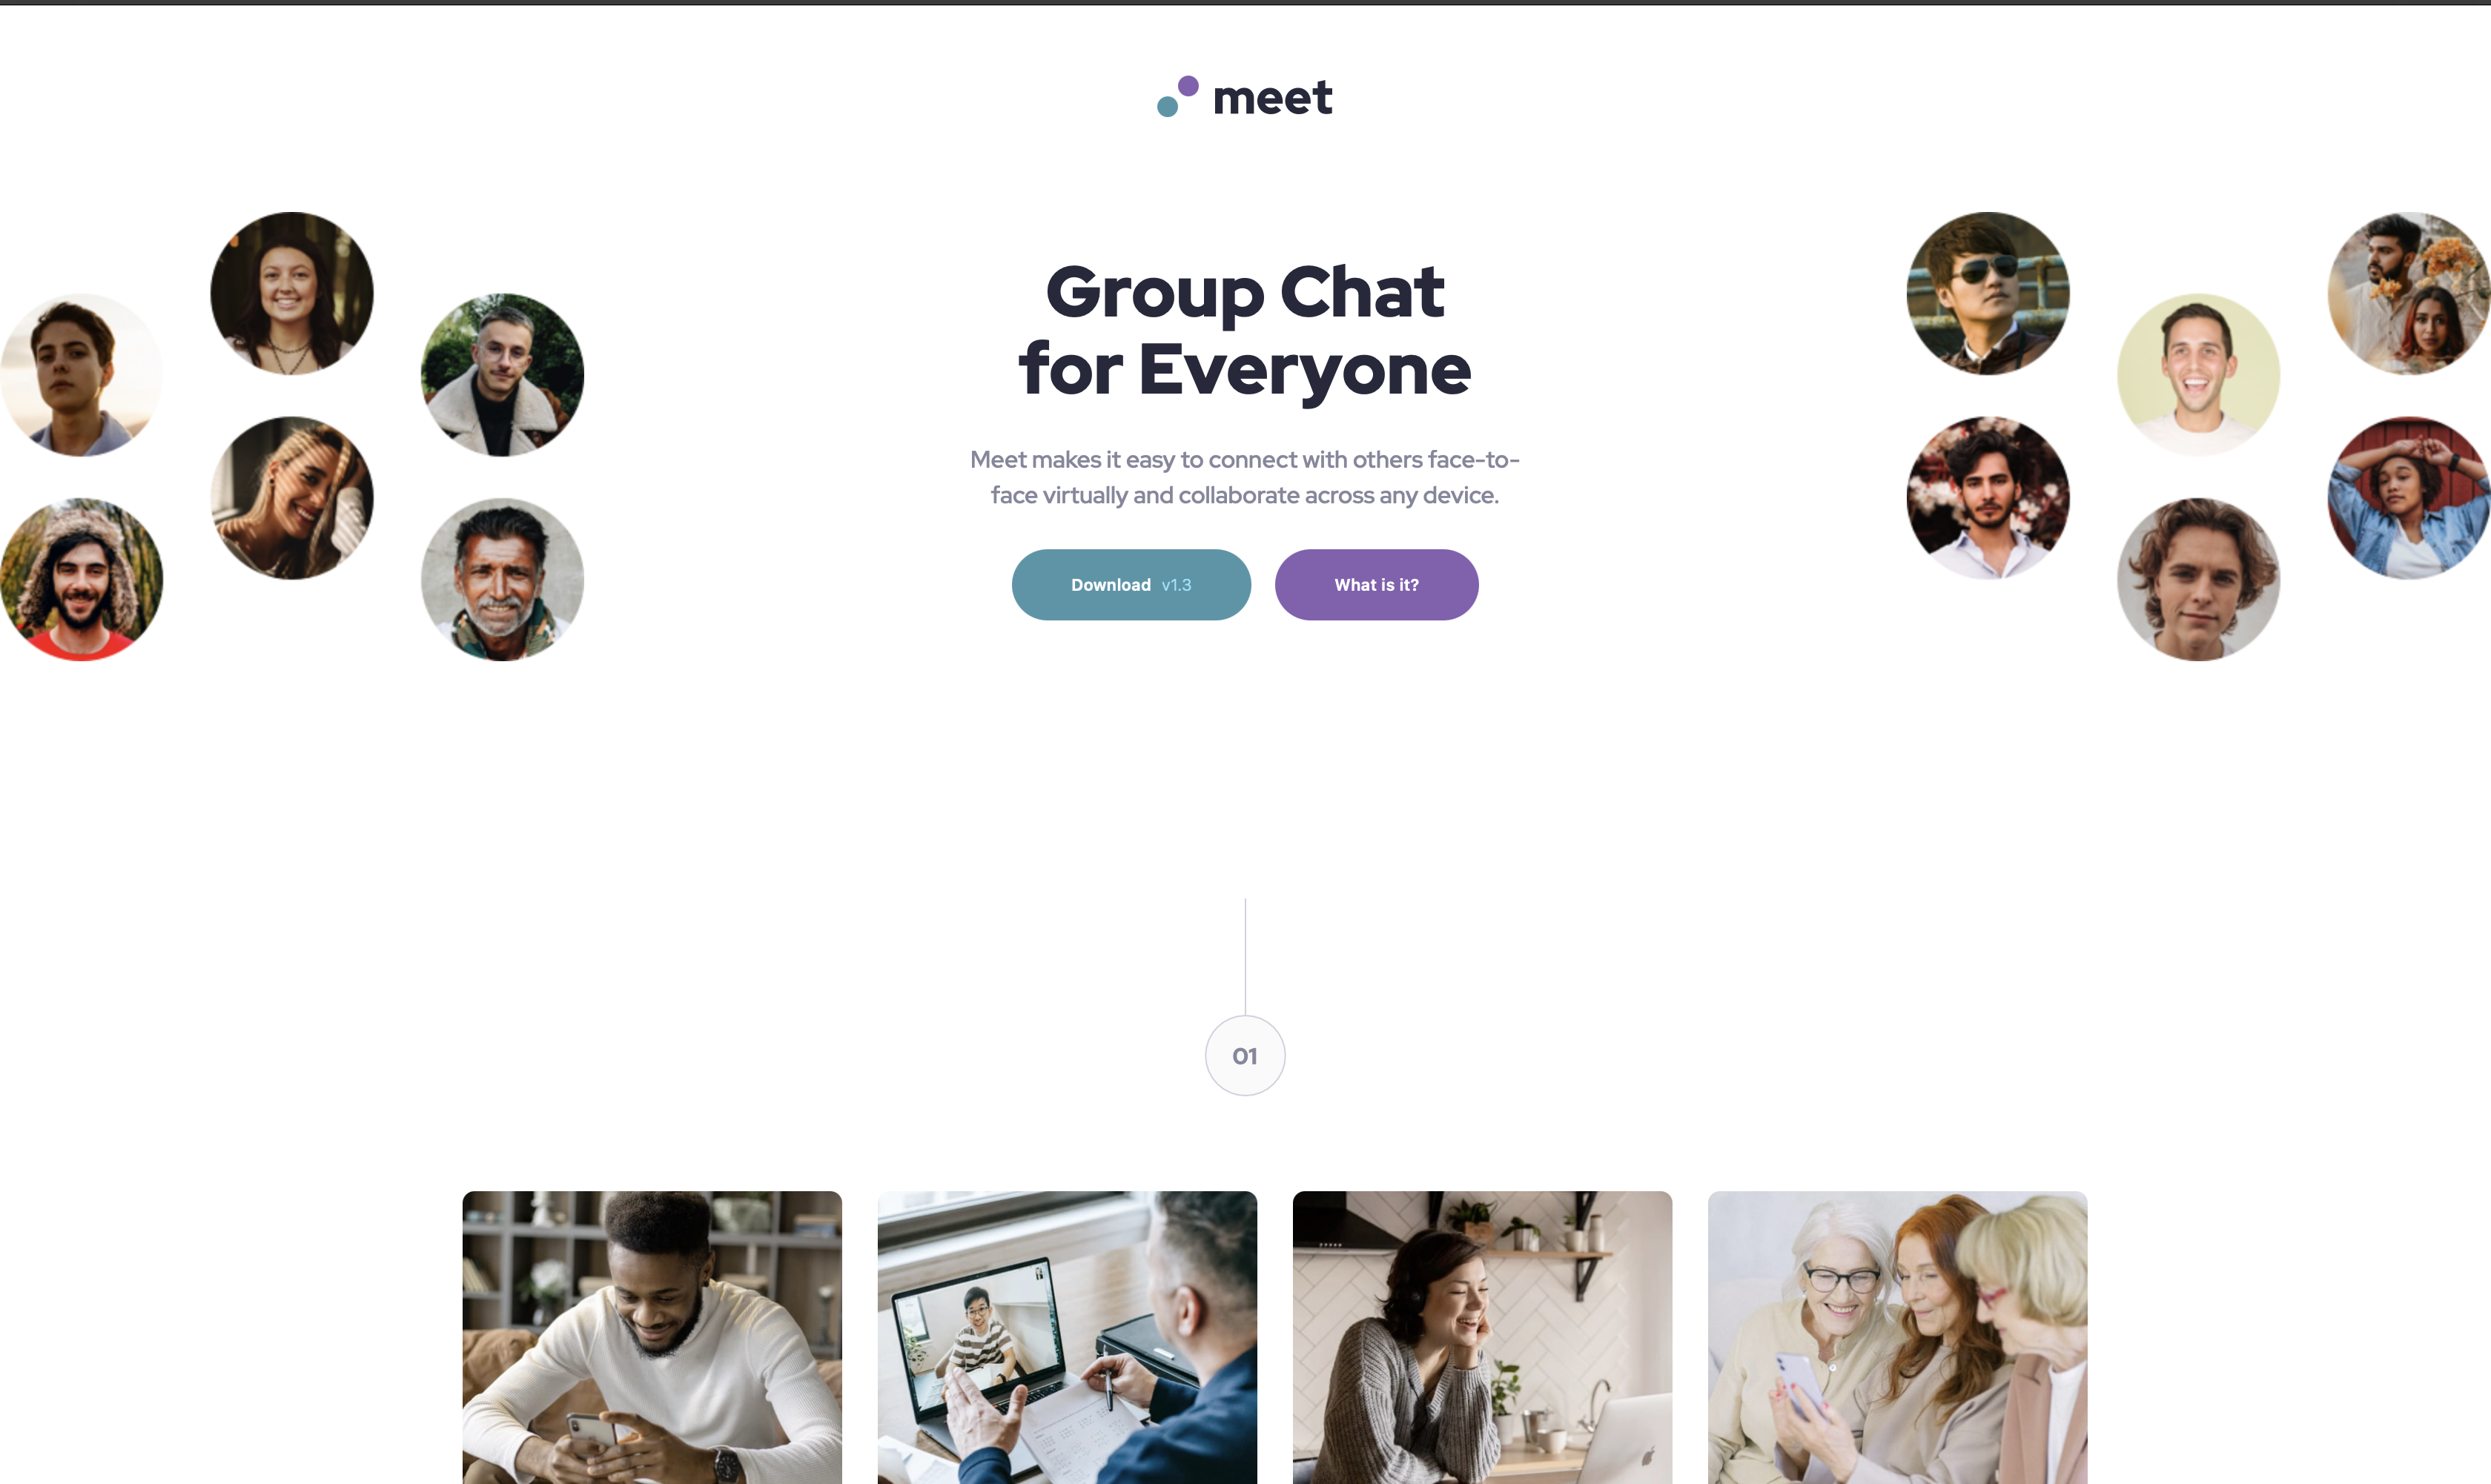 meet
Group Chat
for Everyone
Meet makes it easy to connect with others face-to-
face virtually and collaborate across any device.
Download v1.3
What is it?
01